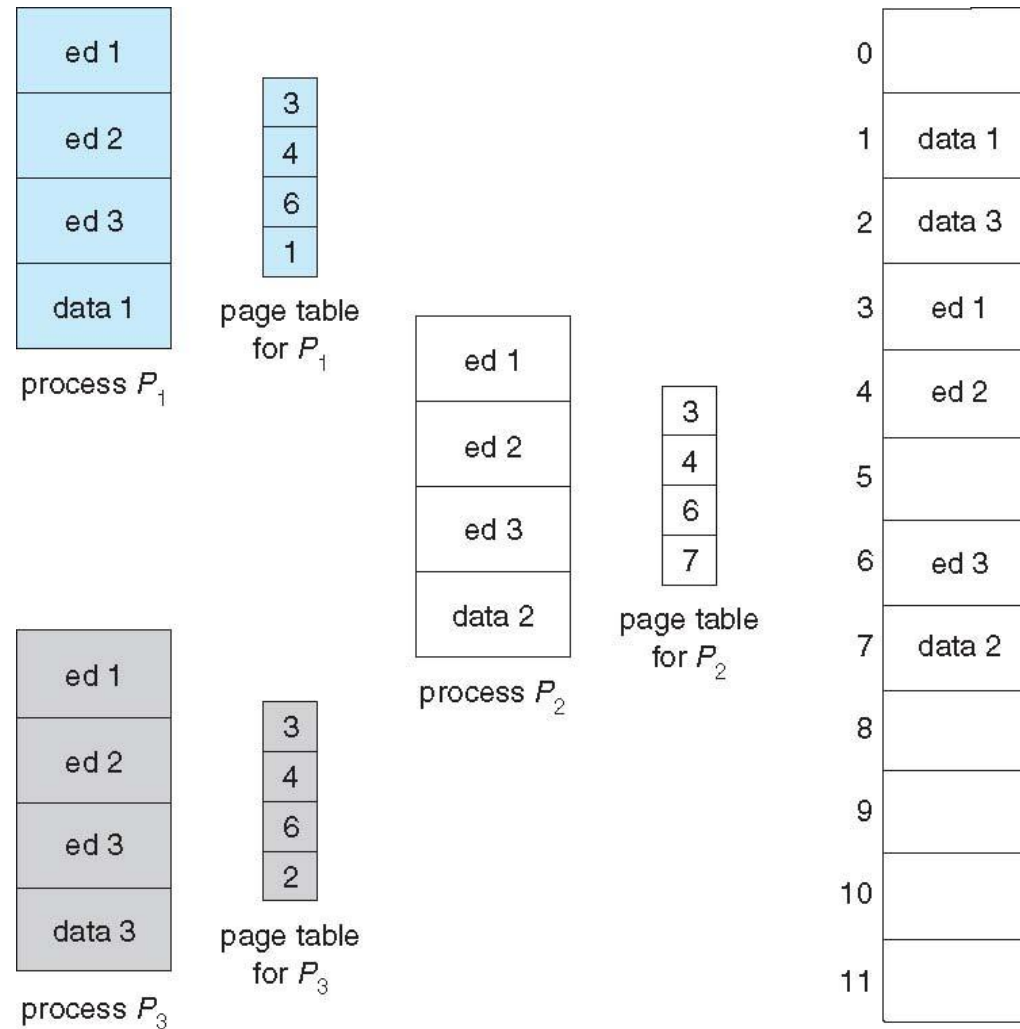 ed 1
ed 2
ed 3
data 1
process P1
3
4
6
1
page table
for P1
ed 1
ed 2
ed 3
data 2
process P2
3
4
6
7
page table
for P2
ed 1
ed 2
ed 3
data 3
process P3
3
4
6
2
page table
for P3
0
1 data 1
2 data 3
3 ed 1
4 ed 2
5
6 ed 3
7 data 2
8
9
10
11